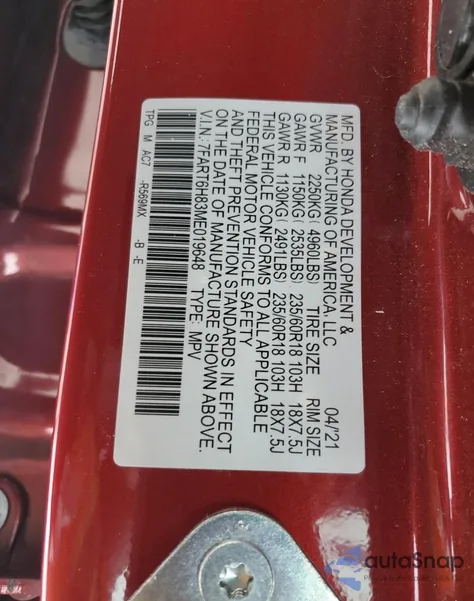 MFD. BY HONDA DEVELOPMENT &
MANUFACTURING OF AMERICA, LLC 04/'21
GVWR 2250KG( 4960LBS) TIRE SIZE RIM SIZE
GAWR F 1150KG( 2535LBS) 235/60R18 103H 18X7.5J
GAWR R 1130KG( 2491LBS) 235/60R18 103H 18X7.5J
THIS VEHICLE CONFORMS TO ALL APPLICABLE
FEDERAL MOTOR VEHICLE SAFETY
AND THEFT PREVENTION STANDARDS IN EFFECT
ON THE DATE OF MANUFACTURE SHOWN ABOVE.
V.I.N.: 7FART6H83ME019648 TYPE: MPV
TPG M AC7 -R569MX -B -E
autoSnap